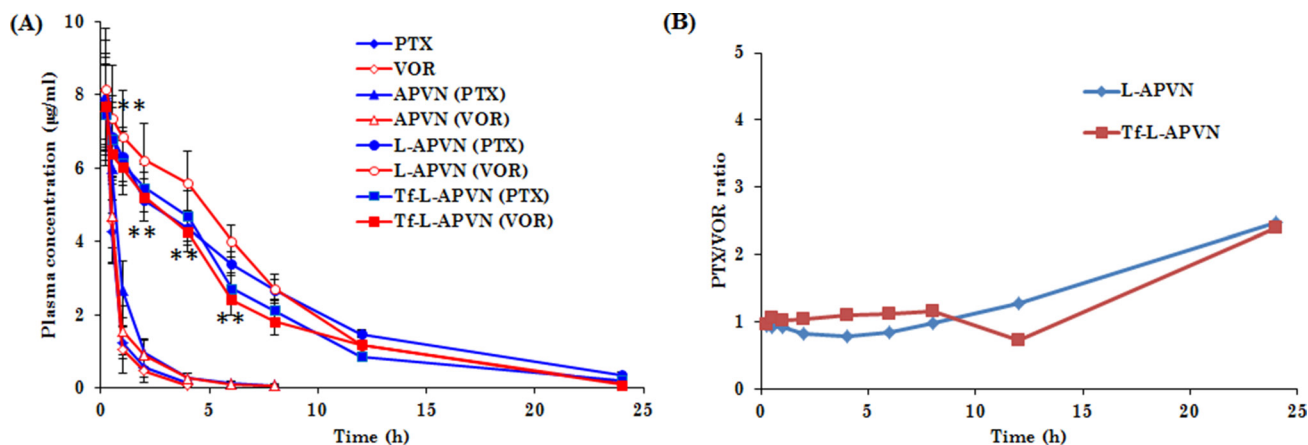 (A)
Plasma concentration (µg/ml)
10
8
6
4
2
0
**
**
**
**
PTX
VOR
APVN (PTX)
APVN (VOR)
L-APVN (PTX)
L-APVN (VOR)
Tf-L-APVN (PTX)
Tf-L-APVN (VOR)
0 5 10 15 20 25
Time (h)
(B)
PTX/VOR ratio
5
4
3
2
1
0
L-APVN
Tf-L-APVN
0 5 10 15 20 25
Time (h)